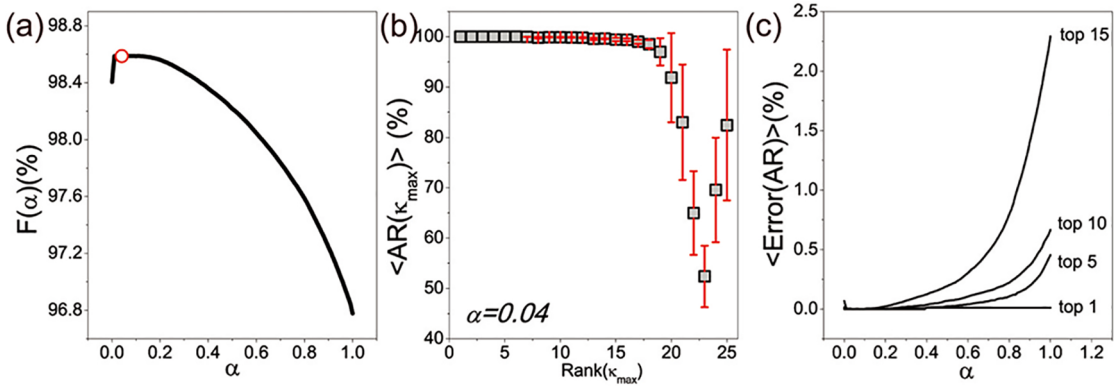 (a)
98.8
98.4
98.0
97.6
97.2
96.8
F(α)(%)
0.0 0.2 0.4 0.6 0.8 1.0
α
(b)
100
90
80
70
60
50
40
<AR(κmax)> (%)
α=0.04
0 5 10 15 20 25
Rank(κmax)
(c)
2.5
2.0
1.5
1.0
0.5
0.0
<Error(AR)>(%)
top 15
top 10
top 5
top 1
0.0 0.2 0.4 0.6 0.8 1.0 1.2
α